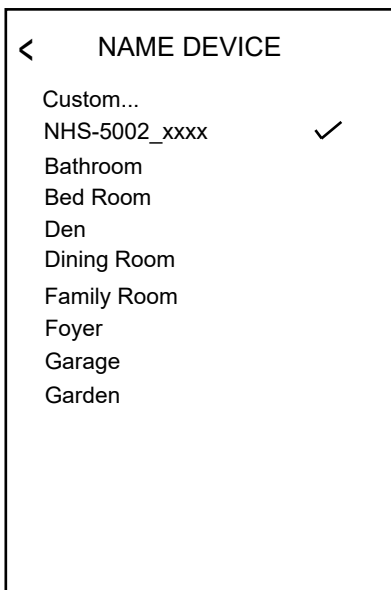 < NAME DEVICE
Custom...
NHS-5002_xxxx ✓
Bathroom
Bed Room
Den
Dining Room
Family Room
Foyer
Garage
Garden